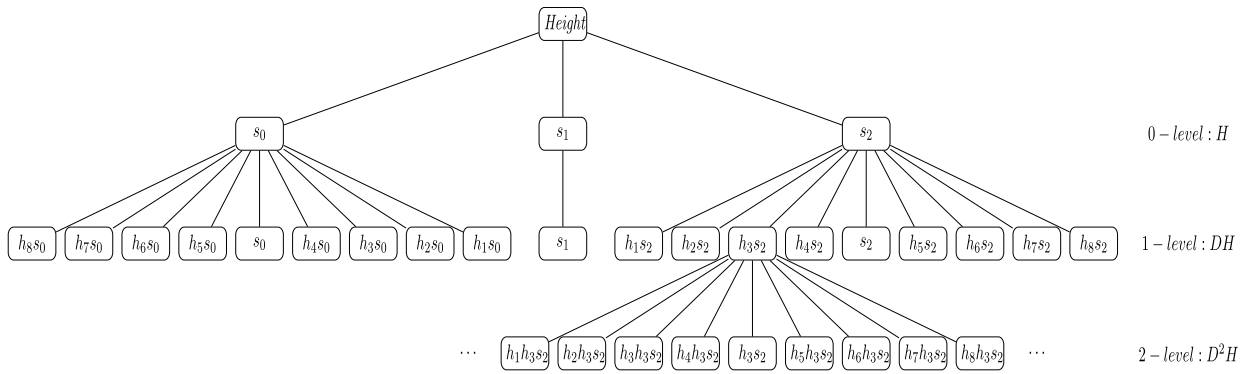 Height
s₀ s₁ s₂ 0 − level : H
h₈s₀ h₇s₀ h₆s₀ h₅s₀ s₀ h₄s₀ h₃s₀ h₂s₀ h₁s₀ s₁ h₁s₂ h₂s₂ h₃s₂ h₄s₂ s₂ h₅s₂ h₆s₂ h₇s₂ h₈s₂ 1 − level : DH
⋯ h₁h₃s₂ h₂h₃s₂ h₃h₃s₂ h₄h₃s₂ h₃s₂ h₅h₃s₂ h₆h₃s₂ h₇h₃s₂ h₈h₃s₂ ⋯ 2 − level : D²H